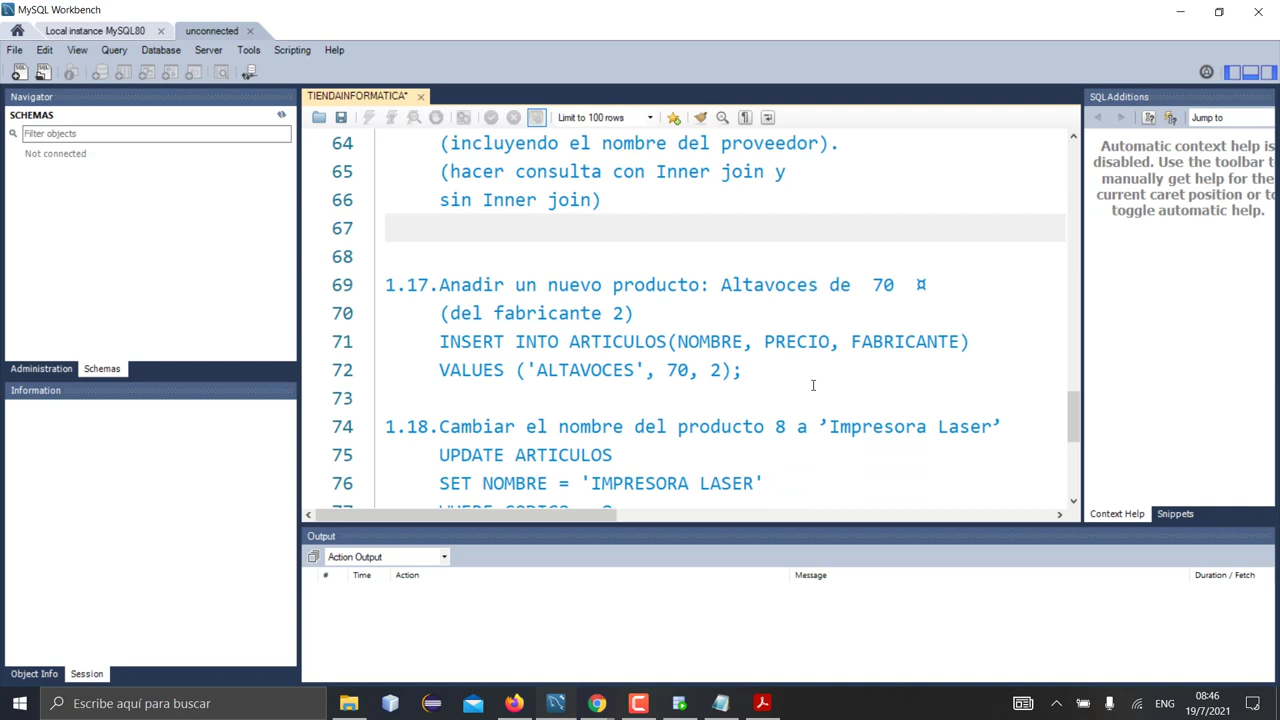 MySQL Workbench
Local instance MySQL80 × unconnected ×
File Edit View Query Database Server Tools Scripting Help
Navigator
SCHEMAS
Filter objects
Not connected
Administration Schemas
Information
Object Info Session
TIENDAINFORMATICA* ×
Limit to 100 rows
64 (incluyendo el nombre del proveedor).
65 (hacer consulta con Inner join y
66 sin Inner join)
67
68
69 1.17.Anadir un nuevo producto: Altavoces de 70 ¤
70 (del fabricante 2)
71 INSERT INTO ARTICULOS(NOMBRE, PRECIO, FABRICANTE)
72 VALUES ('ALTAVOCES', 70, 2);
73
74 1.18.Cambiar el nombre del producto 8 a ’Impresora Laser’
75 UPDATE ARTICULOS
76 SET NOMBRE = 'IMPRESORA LASER'
Output
Action Output
# Time Action Message Duration / Fetch
SQLAdditions
Jump to
Automatic context help is
disabled. Use the toolbar t
manually get help for the
current caret position or to
toggle automatic help.
Context Help Snippets
Escribe aquí para buscar
ENG
08:46
19/7/2021